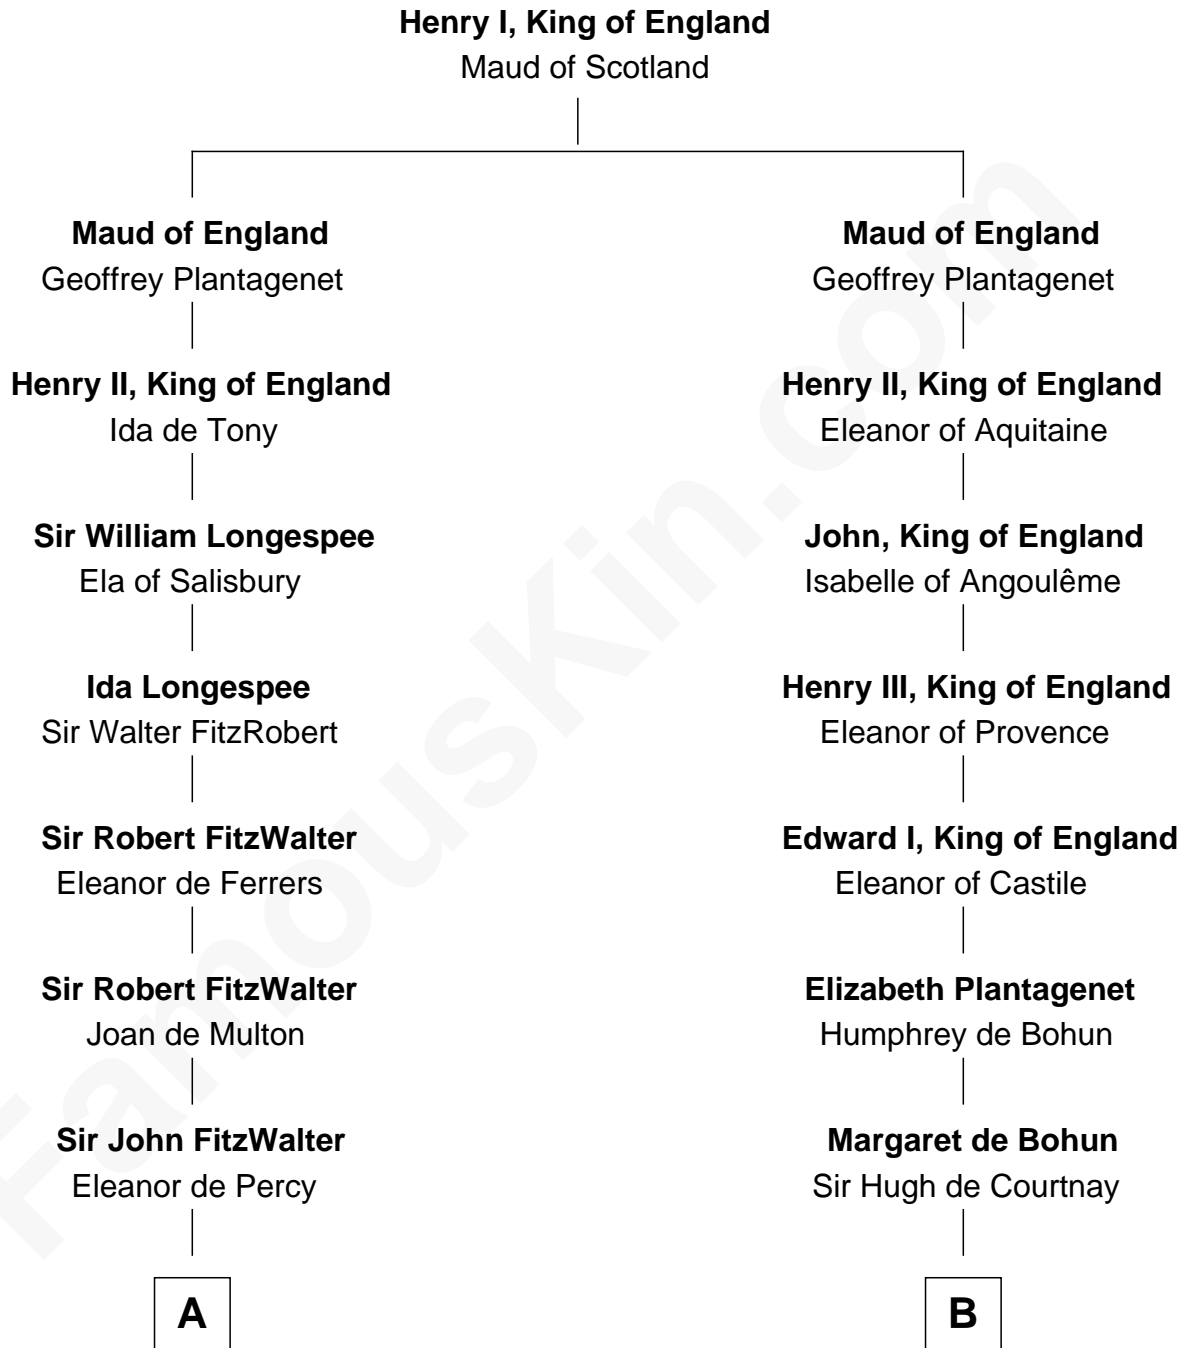 Henry I, King of England
Maud of Scotland
Maud of England
Geoffrey Plantagenet
Henry II, King of England
Ida de Tony
Sir William Longespee
Ela of Salisbury
Ida Longespee
Sir Walter FitzRobert
Sir Robert FitzWalter
Eleanor de Ferrers
Sir Robert FitzWalter
Joan de Multon
Sir John FitzWalter
Eleanor de Percy
A
Maud of England
Geoffrey Plantagenet
Henry II, King of England
Eleanor of Aquitaine
John, King of England
Isabelle of Angoulême
Henry III, King of England
Eleanor of Provence
Edward I, King of England
Eleanor of Castile
Elizabeth Plantagenet
Humphrey de Bohun
Margaret de Bohun
Sir Hugh de Courtnay
B
FamousKin.com